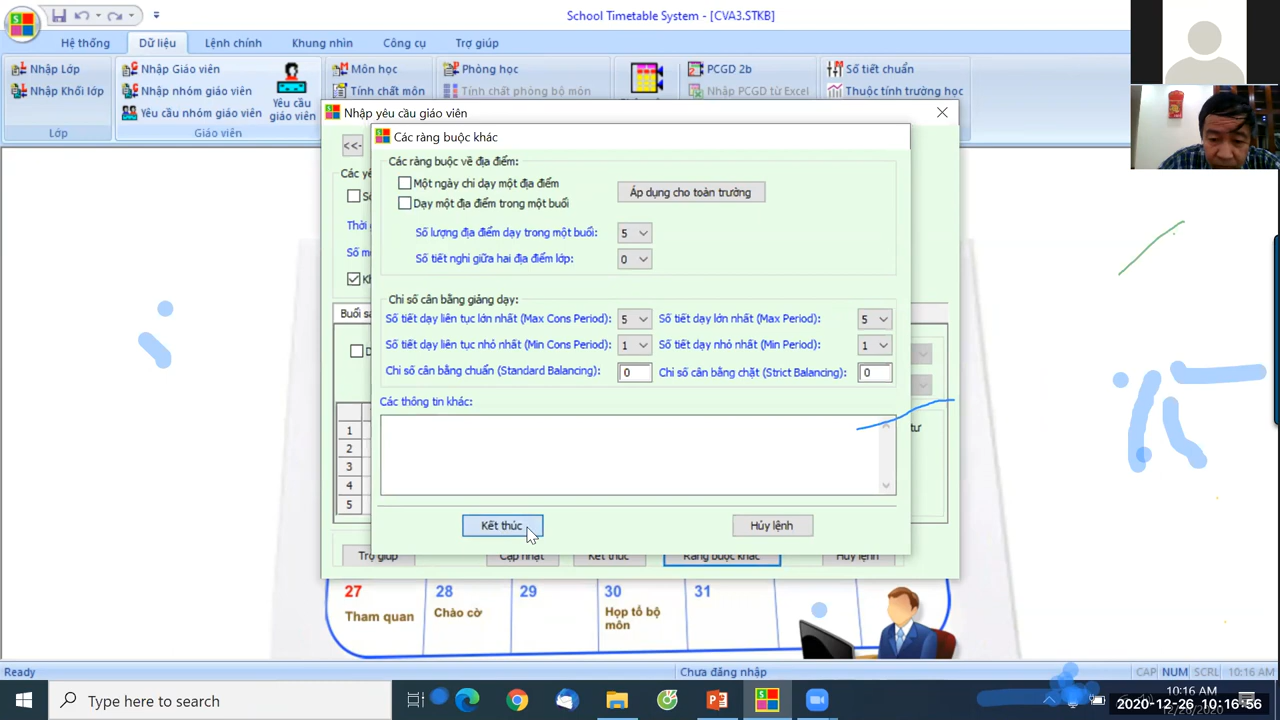 School Timetable System - [CVA3.STKB]
Hệ thống Dữ liệu Lệnh chính Khung nhìn Công cụ Trợ giúp
Nhập Lớp
Nhập Khối lớp
Lớp
Nhập Giáo viên
Nhập nhóm giáo viên
Yêu cầu nhóm giáo viên
Yêu cầu
giáo viên
Giáo viên
Môn học
Tính chất môn
Phòng học
Tính chất phòng bộ môn
PCGD 2b
Nhập PCGD từ Excel
Số tiết chuẩn
Thuộc tính trường học
Nhập yêu cầu giáo viên
<<-
Các ràng buộc khác
Các ràng buộc về địa điểm:
Một ngày chỉ dạy một địa điểm
Dạy một địa điểm trong một buổi
Áp dụng cho toàn trường
Số lượng địa điểm dạy trong một buổi: 5
Số tiết nghỉ giữa hai địa điểm lớp: 0
Chỉ số cân bằng giảng dạy:
Số tiết dạy liên tục lớn nhất (Max Cons Period): 5 Số tiết dạy lớn nhất (Max Period): 5
Số tiết dạy liên tục nhỏ nhất (Min Cons Period): 1 Số tiết dạy nhỏ nhất (Min Period): 1
Chỉ số cân bằng chuẩn (Standard Balancing): 0 Chỉ số cân bằng chặt (Strict Balancing): 0
Các thông tin khác:
Kết thúc Hủy lệnh
Các yê
Thời g
Số mô
Buổi sá
tư
1
2
3
4
5
Trợ giúp Cập nhật Kết thúc Ràng buộc khác Hủy lệnh
27 28 29 30 31
Tham quan Chào cờ Họp tổ bộ
môn
Ready Chưa đăng nhập CAP NUM SCRL 10:16 AM
Type here to search
10:16 AM
12/26/2020
2020-12-26 10:16:56